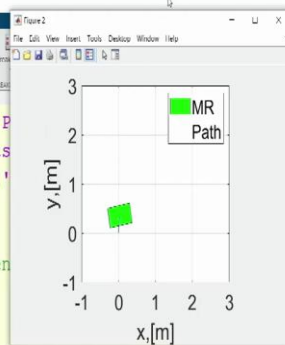 Figure 2
File Edit View Insert Tools Desktop Window Help
p
s
'
en
3
2
1
0
-1
-1 0 1 2 3
y,[m]
x,[m]
MR
Path